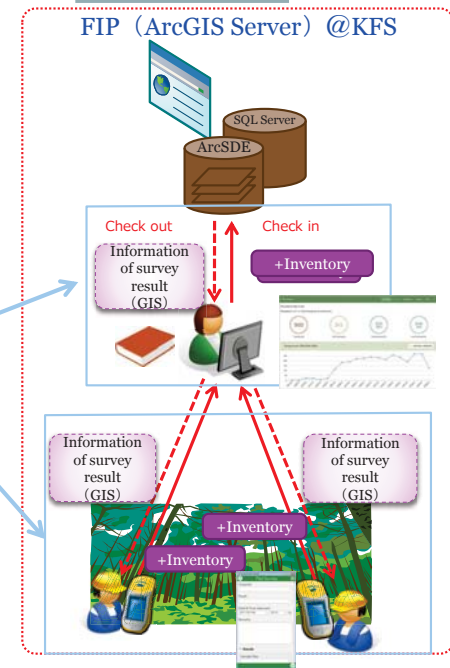 FIP（ArcGIS Server）@KFS
SQL Server
ArcSDE
Check out
Check in
Information
of survey
result
（GIS）
+Inventory
Information
of survey
result
（GIS）
Information
of survey
result
（GIS）
+Inventory
+Inventory